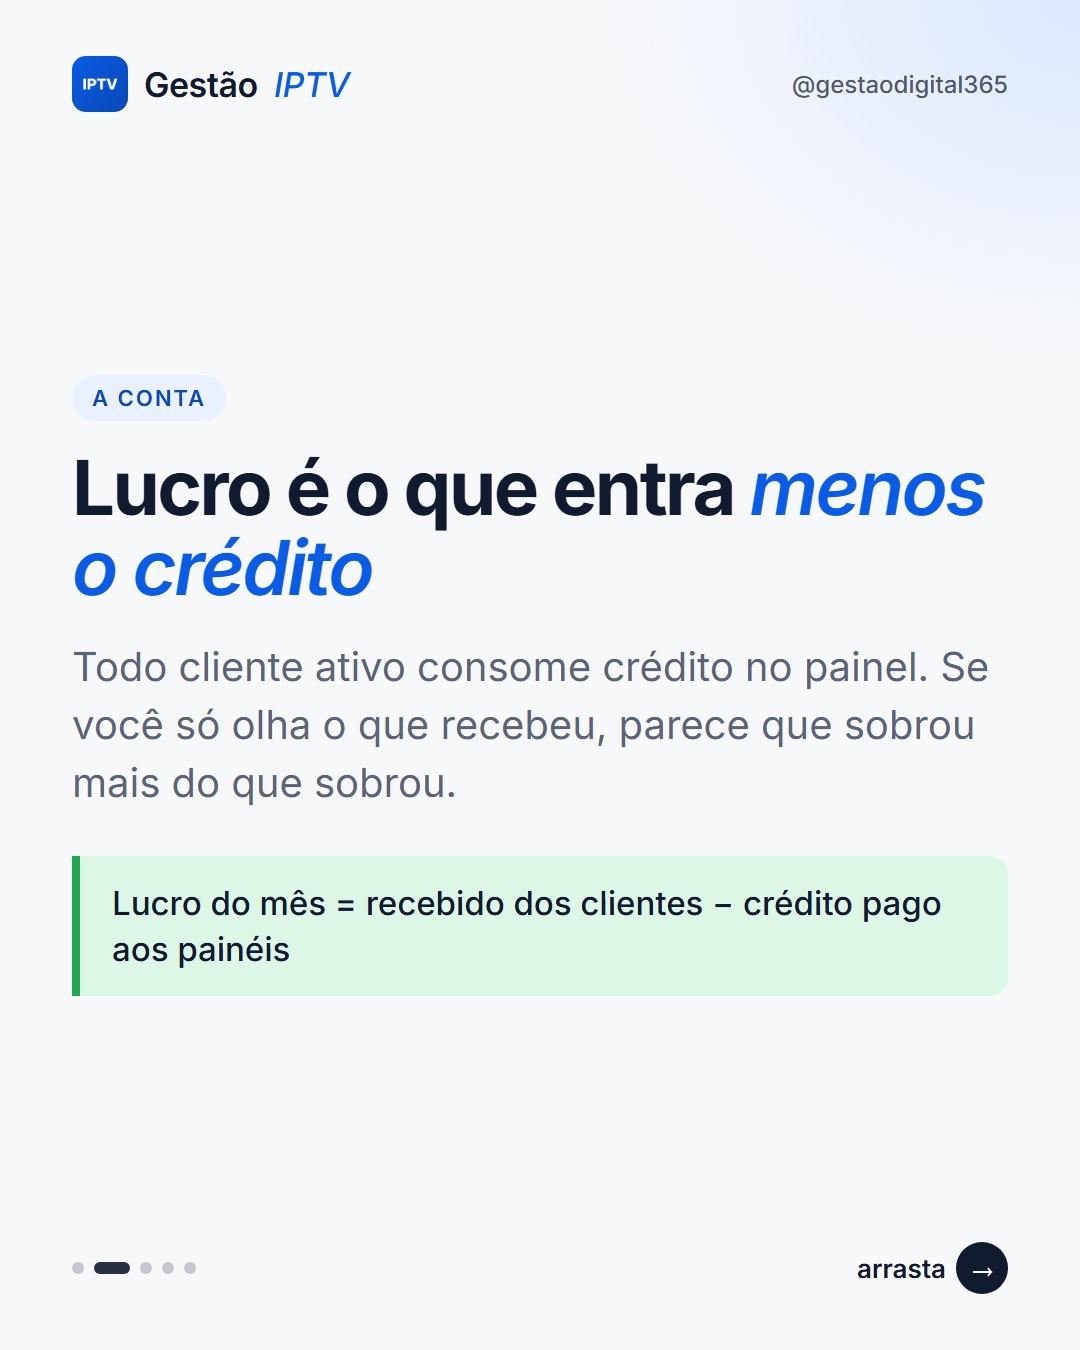 IPTV Gestão IPTV
@gestaodigital365
A CONTA
Lucro é o que entra menos
o crédito
Todo cliente ativo consome crédito no painel. Se
você só olha o que recebeu, parece que sobrou
mais do que sobrou.
Lucro do mês = recebido dos clientes − crédito pago
aos painéis
arrasta →